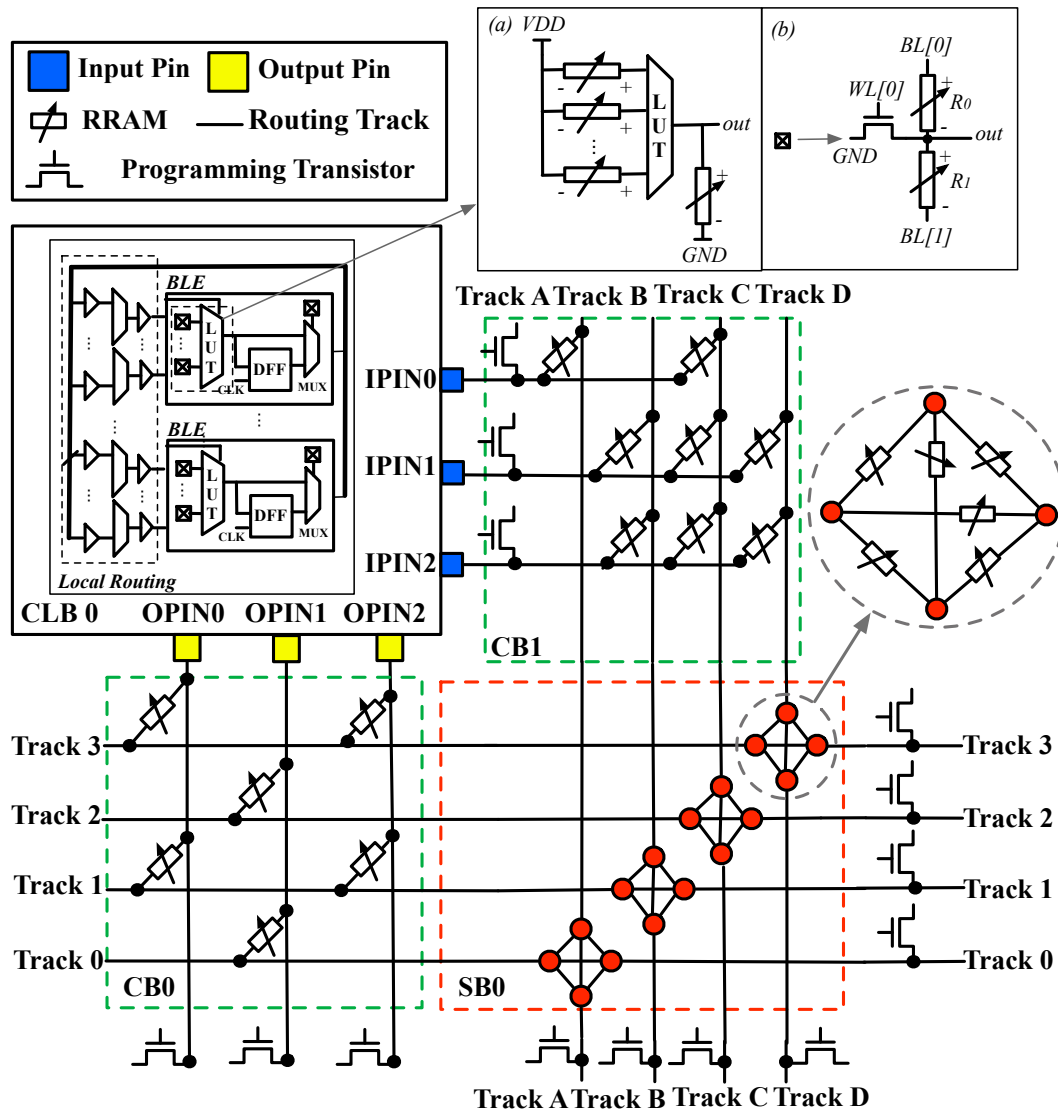 (a) VDD
(b)
Input Pin
Output Pin
RRAM
Routing Track
Programming Transistor
- +
- +
...
- +
LUT
out
+
-
GND
BL[0]
WL[0]
+
R0
-
GND
out
+
R1
-
BL[1]
BLE
LUT
DFF
CLK
MUX
BLE
LUT
DFF
CLK
MUX
Local Routing
CLB 0
OPIN0 OPIN1 OPIN2
IPIN0
IPIN1
IPIN2
Track A Track B Track C Track D
CB1
Track 3
Track 2
Track 1
Track 0
CB0
SB0
Track 3
Track 2
Track 1
Track 0
Track A Track B Track C Track D